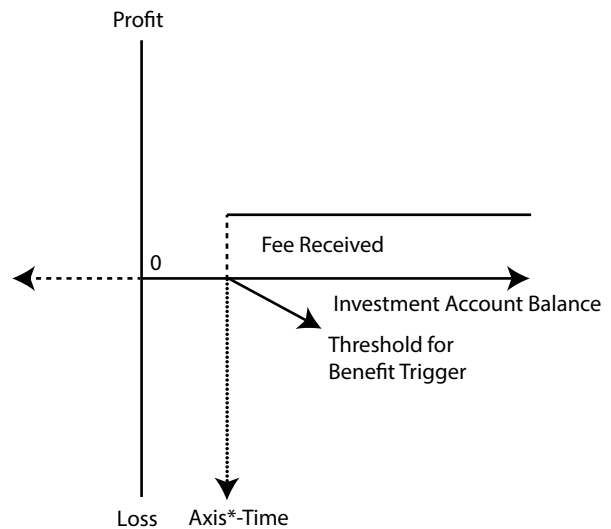 Profit
0
Fee Received
Investment Account Balance
Threshold for
Benefit Trigger
Loss
Axis*-Time